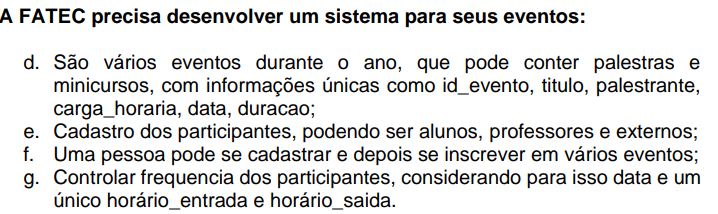 A FATEC precisa desenvolver um sistema para seus eventos:
d. São vários eventos durante o ano, que pode conter palestras e
minicursos, com informações únicas como id_evento, titulo, palestrante,
carga_horaria, data, duracao;
e. Cadastro dos participantes, podendo ser alunos, professores e externos;
f. Uma pessoa pode se cadastrar e depois se inscrever em vários eventos;
g. Controlar frequencia dos participantes, considerando para isso data e um
único horário_entrada e horário_saida.